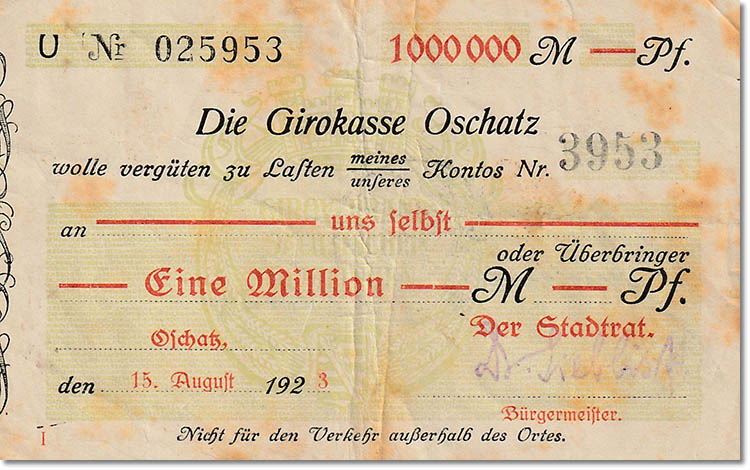 U Nr 025953 1000000 M — Pf.
Die Girokasse Oschatz
wolle vergüten zu Laſten meines/unſeres Kontos Nr. 3953
an — uns ſelbſt —
oder Überbringer
— Eine Million — M — Pf.
Oſchatz, Der Stadtrat.
den 15. Auguſt 1923
Bürgermeiſter.
I Nicht für den Verkehr außerhalb des Ortes.